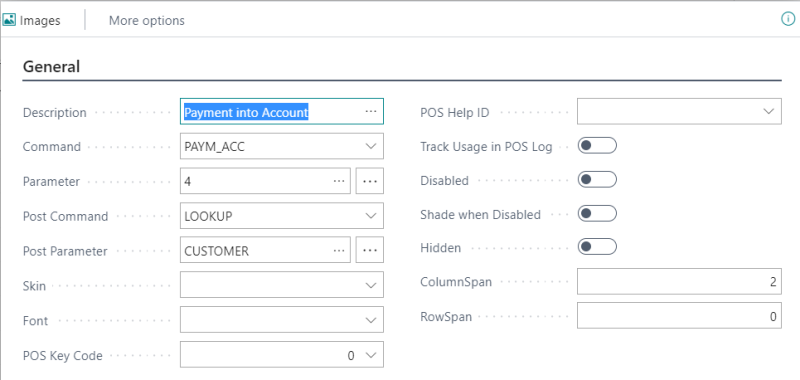 Images More options
General
Description Payment into Account ...
Command PAYM_ACC
Parameter 4 ... ...
Post Command LOOKUP
Post Parameter CUSTOMER ... ...
Skin
Font
POS Key Code 0
POS Help ID
Track Usage in POS Log
Disabled
Shade when Disabled
Hidden
ColumnSpan 2
RowSpan 0